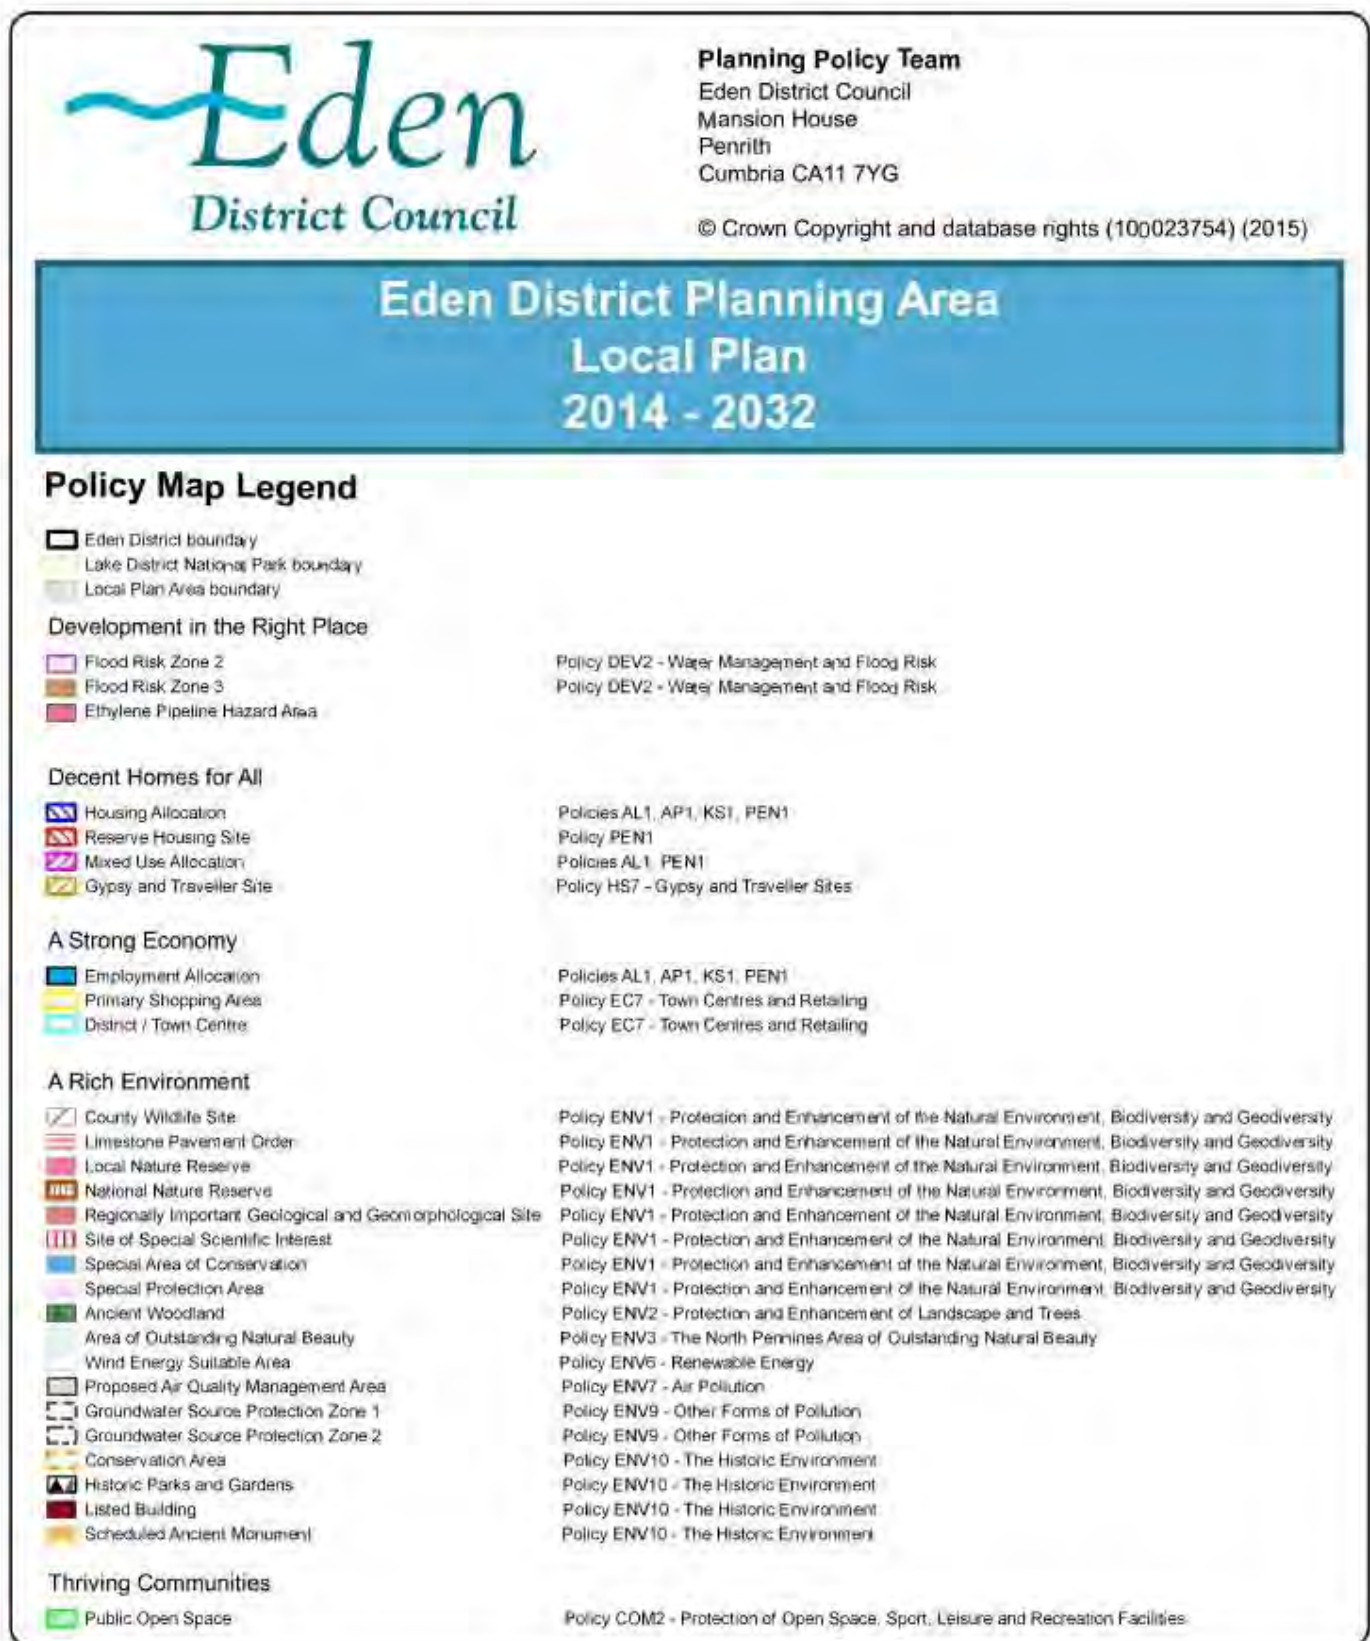 Eden
District Council
Planning Policy Team
Eden District Council
Mansion House
Penrith
Cumbria CA11 7YG
© Crown Copyright and database rights (100023754) (2015)
Eden District Planning Area
Local Plan
2014 - 2032
Policy Map Legend
Eden District boundary
Lake District National Park boundary
Local Plan Area boundary
Development in the Right Place
Flood Risk Zone 2 Policy DEV2 - Water Management and Flood Risk
Flood Risk Zone 3 Policy DEV2 - Water Management and Flood Risk
Ethylene Pipeline Hazard Area
Decent Homes for All
Housing Allocation Policies AL1, AP1, KS1, PEN1
Reserve Housing Site Policy PEN1
Mixed Use Allocation Policies AL1, PEN1
Gypsy and Traveller Site Policy HS7 - Gypsy and Traveller Sites
A Strong Economy
Employment Allocation Policies AL1, AP1, KS1, PEN1
Primary Shopping Area Policy EC7 - Town Centres and Retailing
District / Town Centre Policy EC7 - Town Centres and Retailing
A Rich Environment
County Wildlife Site Policy ENV1 - Protection and Enhancement of the Natural Environment, Biodiversity and Geodiversity
Limestone Pavement Order Policy ENV1 - Protection and Enhancement of the Natural Environment, Biodiversity and Geodiversity
Local Nature Reserve Policy ENV1 - Protection and Enhancement of the Natural Environment, Biodiversity and Geodiversity
National Nature Reserve Policy ENV1 - Protection and Enhancement of the Natural Environment, Biodiversity and Geodiversity
Regionally Important Geological and Geomorphological Site Policy ENV1 - Protection and Enhancement of the Natural Environment, Biodiversity and Geodiversity
Site of Special Scientific Interest Policy ENV1 - Protection and Enhancement of the Natural Environment, Biodiversity and Geodiversity
Special Area of Conservation Policy ENV1 - Protection and Enhancement of the Natural Environment, Biodiversity and Geodiversity
Special Protection Area Policy ENV1 - Protection and Enhancement of the Natural Environment, Biodiversity and Geodiversity
Ancient Woodland Policy ENV2 - Protection and Enhancement of Landscape and Trees
Area of Outstanding Natural Beauty Policy ENV3 - The North Pennines Area of Outstanding Natural Beauty
Wind Energy Suitable Area Policy ENV6 - Renewable Energy
Proposed Air Quality Management Area Policy ENV7 - Air Pollution
Groundwater Source Protection Zone 1 Policy ENV9 - Other Forms of Pollution
Groundwater Source Protection Zone 2 Policy ENV9 - Other Forms of Pollution
Conservation Area Policy ENV10 - The Historic Environment
Historic Parks and Gardens Policy ENV10 - The Historic Environment
Listed Building Policy ENV10 - The Historic Environment
Scheduled Ancient Monument Policy ENV10 - The Historic Environment
Thriving Communities
Public Open Space Policy COM2 - Protection of Open Space, Sport, Leisure and Recreation Facilities